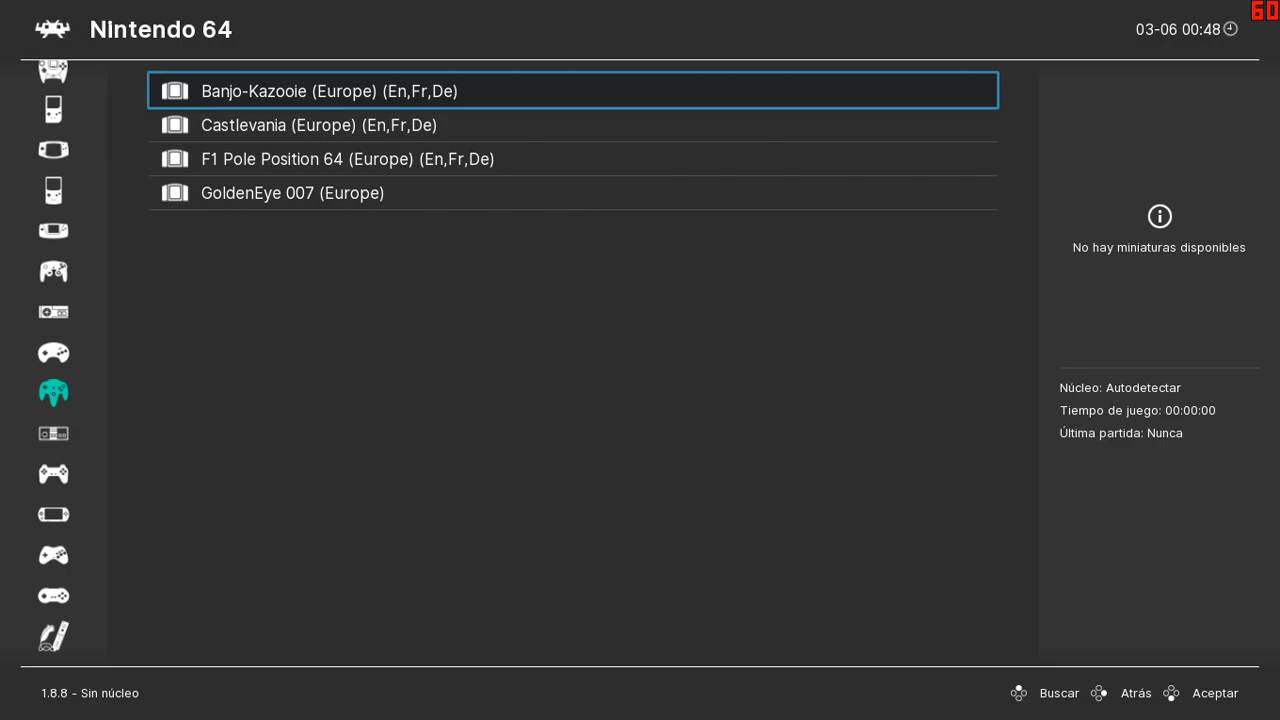 60
Nintendo 64
03-06 00:48
Banjo-Kazooie (Europe) (En,Fr,De)
Castlevania (Europe) (En,Fr,De)
F1 Pole Position 64 (Europe) (En,Fr,De)
GoldenEye 007 (Europe)
No hay miniaturas disponibles
Núcleo: Autodetectar
Tiempo de juego: 00:00:00
Última partida: Nunca
1.8.8 - Sin núcleo
Buscar Atrás Aceptar